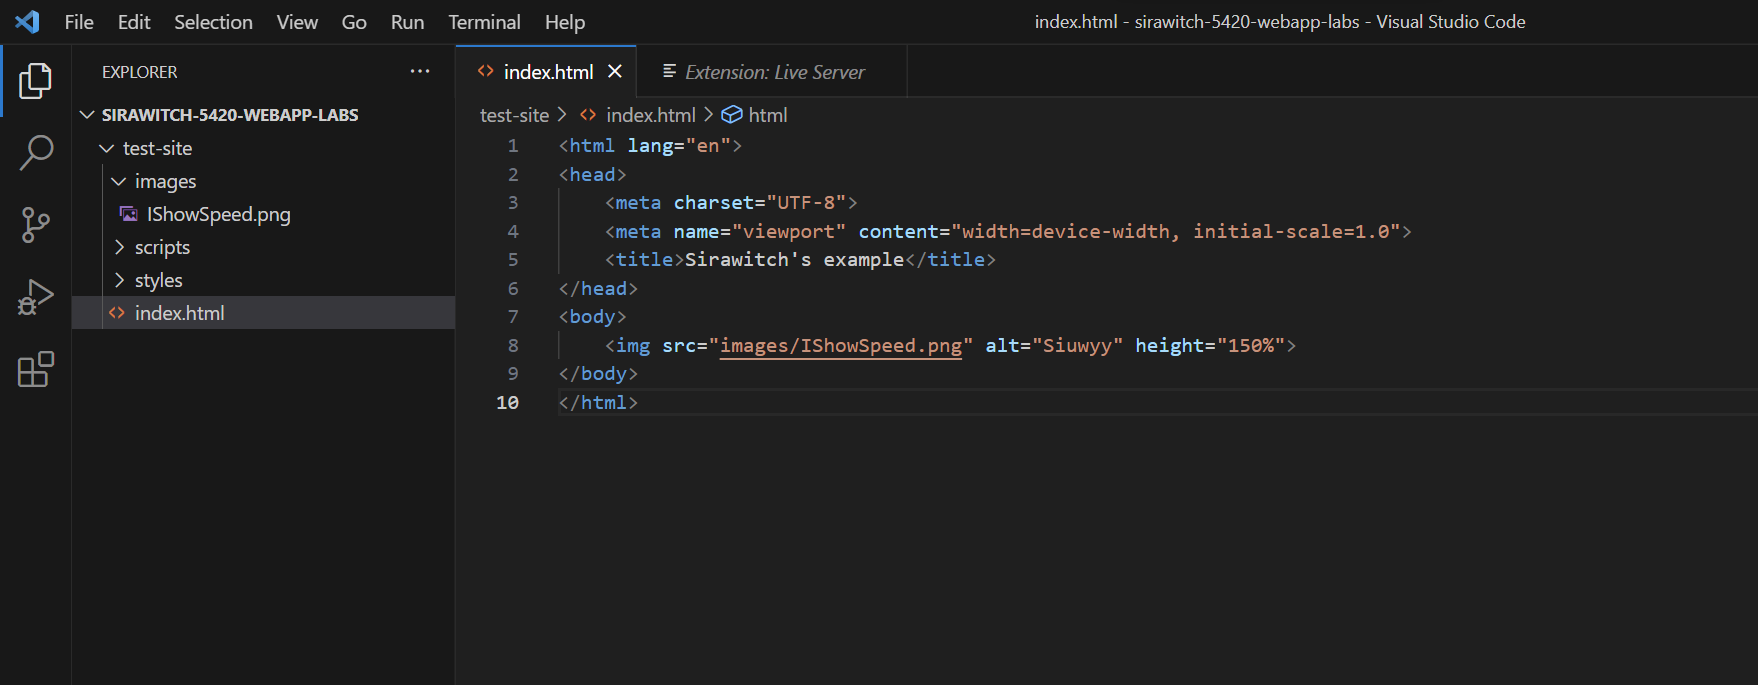 File Edit Selection View Go Run Terminal Help
index.html - sirawitch-5420-webapp-labs - Visual Studio Code
EXPLORER
SIRAWITCH-5420-WEBAPP-LABS
test-site
images
IShowSpeed.png
scripts
styles
index.html
index.html
Extension: Live Server
test-site > index.html > html
1 <html lang="en">
2 <head>
3     <meta charset="UTF-8">
4     <meta name="viewport" content="width=device-width, initial-scale=1.0">
5     <title>Sirawitch's example</title>
6 </head>
7 <body>
8     <img src="images/IShowSpeed.png" alt="Siuwyy" height="150%">
9 </body>
10 </html>